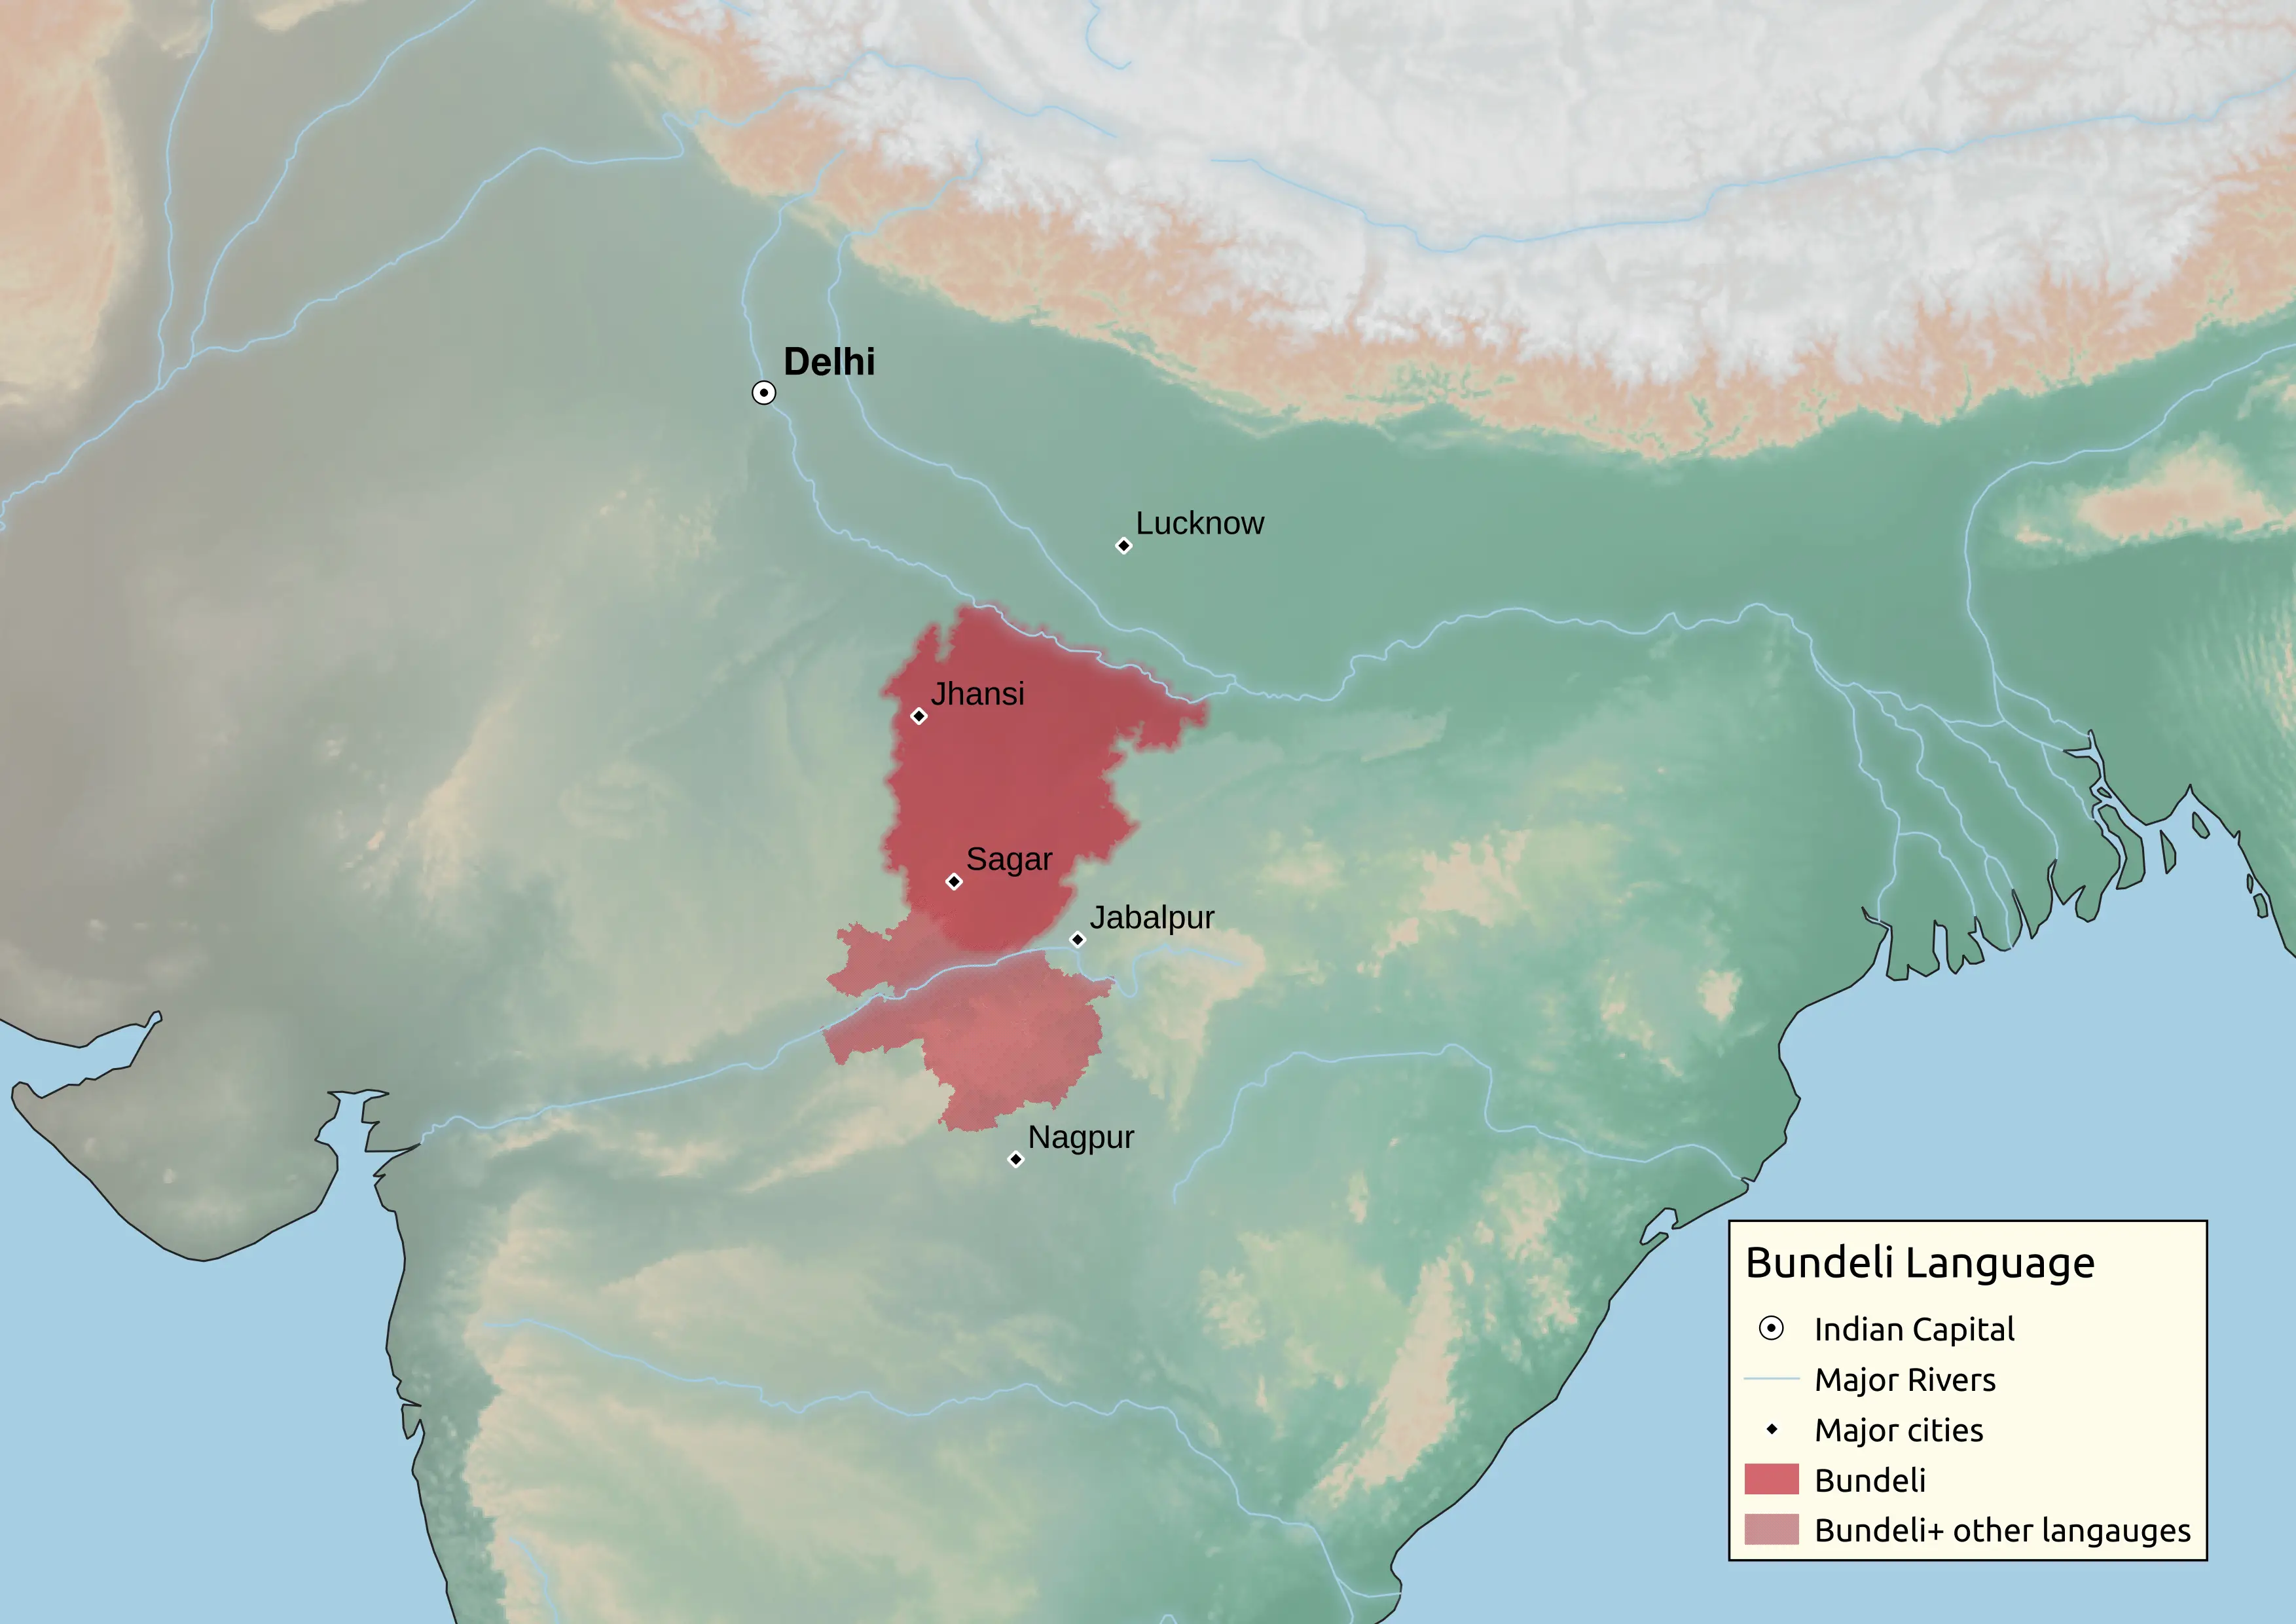 Delhi
Lucknow
Jhansi
Sagar
Jabalpur
Nagpur
Bundeli Language
Indian Capital
Major Rivers
Major cities
Bundeli
Bundeli+ other langauges